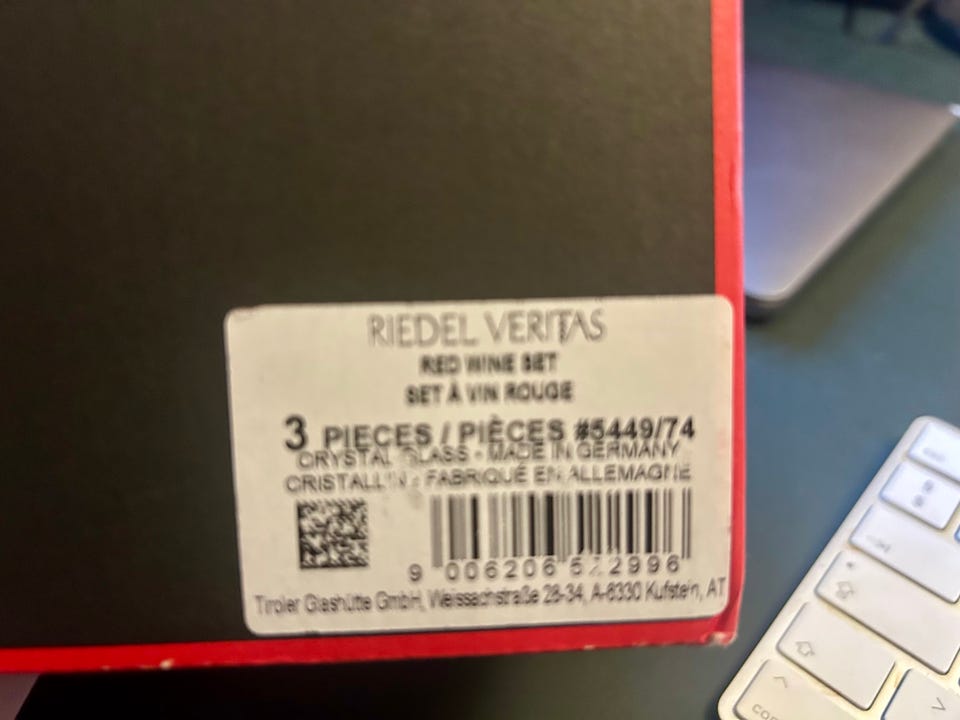 RIEDEL VERITAS
RED WINE SET
SET À VIN ROUGE
3 PIECES / PIÈCES #5449/74
CRYSTAL GLASS - MADE IN GERMANY
CRISTALLIN - FABRIQUÉ EN ALLEMAGNE
9 006206 522996
Tiroler Glashütte GmbH, Weissachstraße 28-34, A-6330 Kufstein, AT